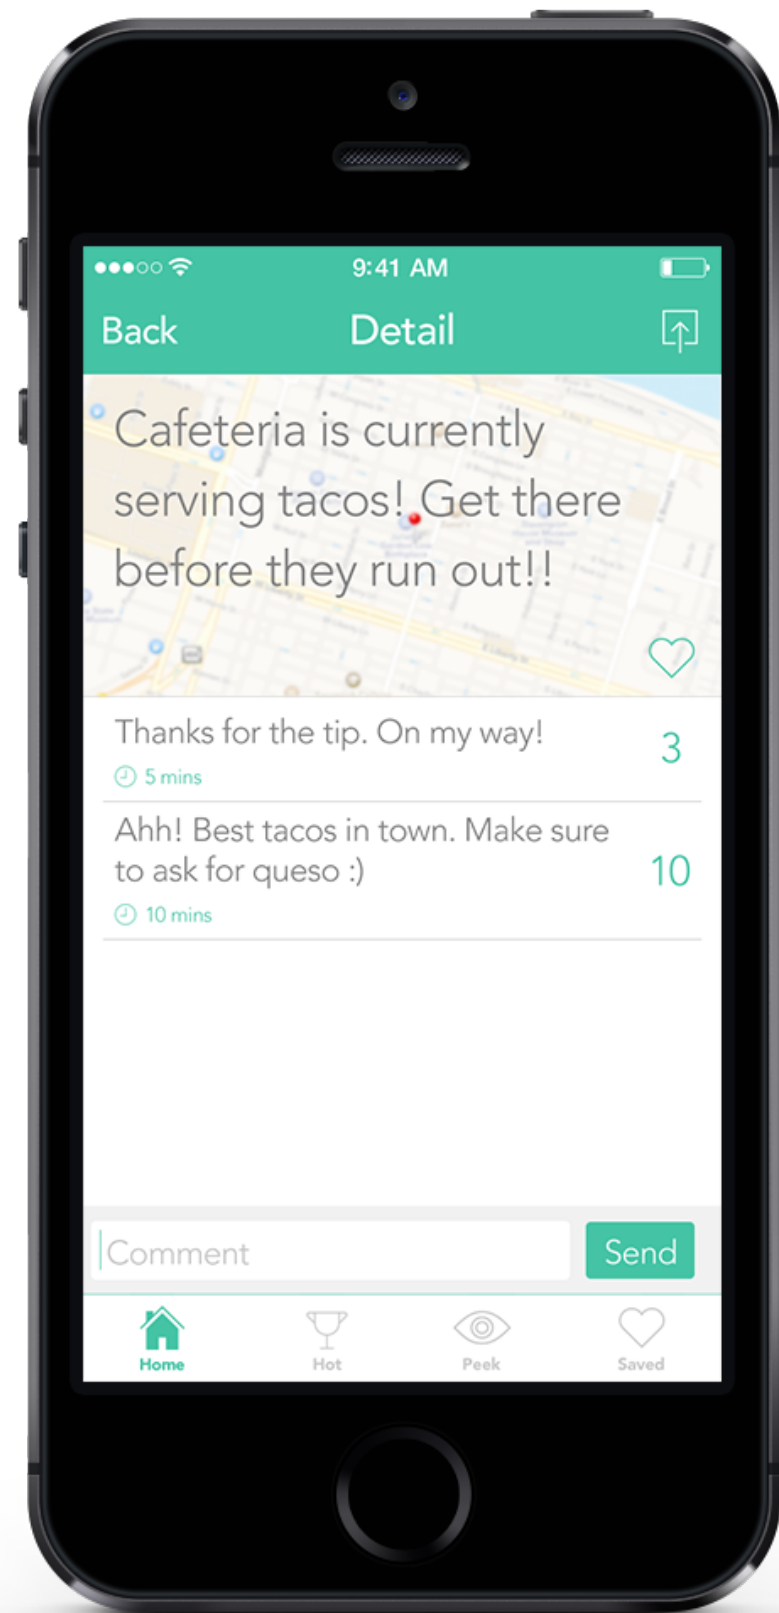 9:41 AM
Back
Detail
Cafeteria is currently
serving tacos! Get there
before they run out!!
Thanks for the tip. On my way!
3
5 mins
Ahh! Best tacos in town. Make sure
to ask for queso :)
10
10 mins
Comment
Send
Home
Hot
Peek
Saved